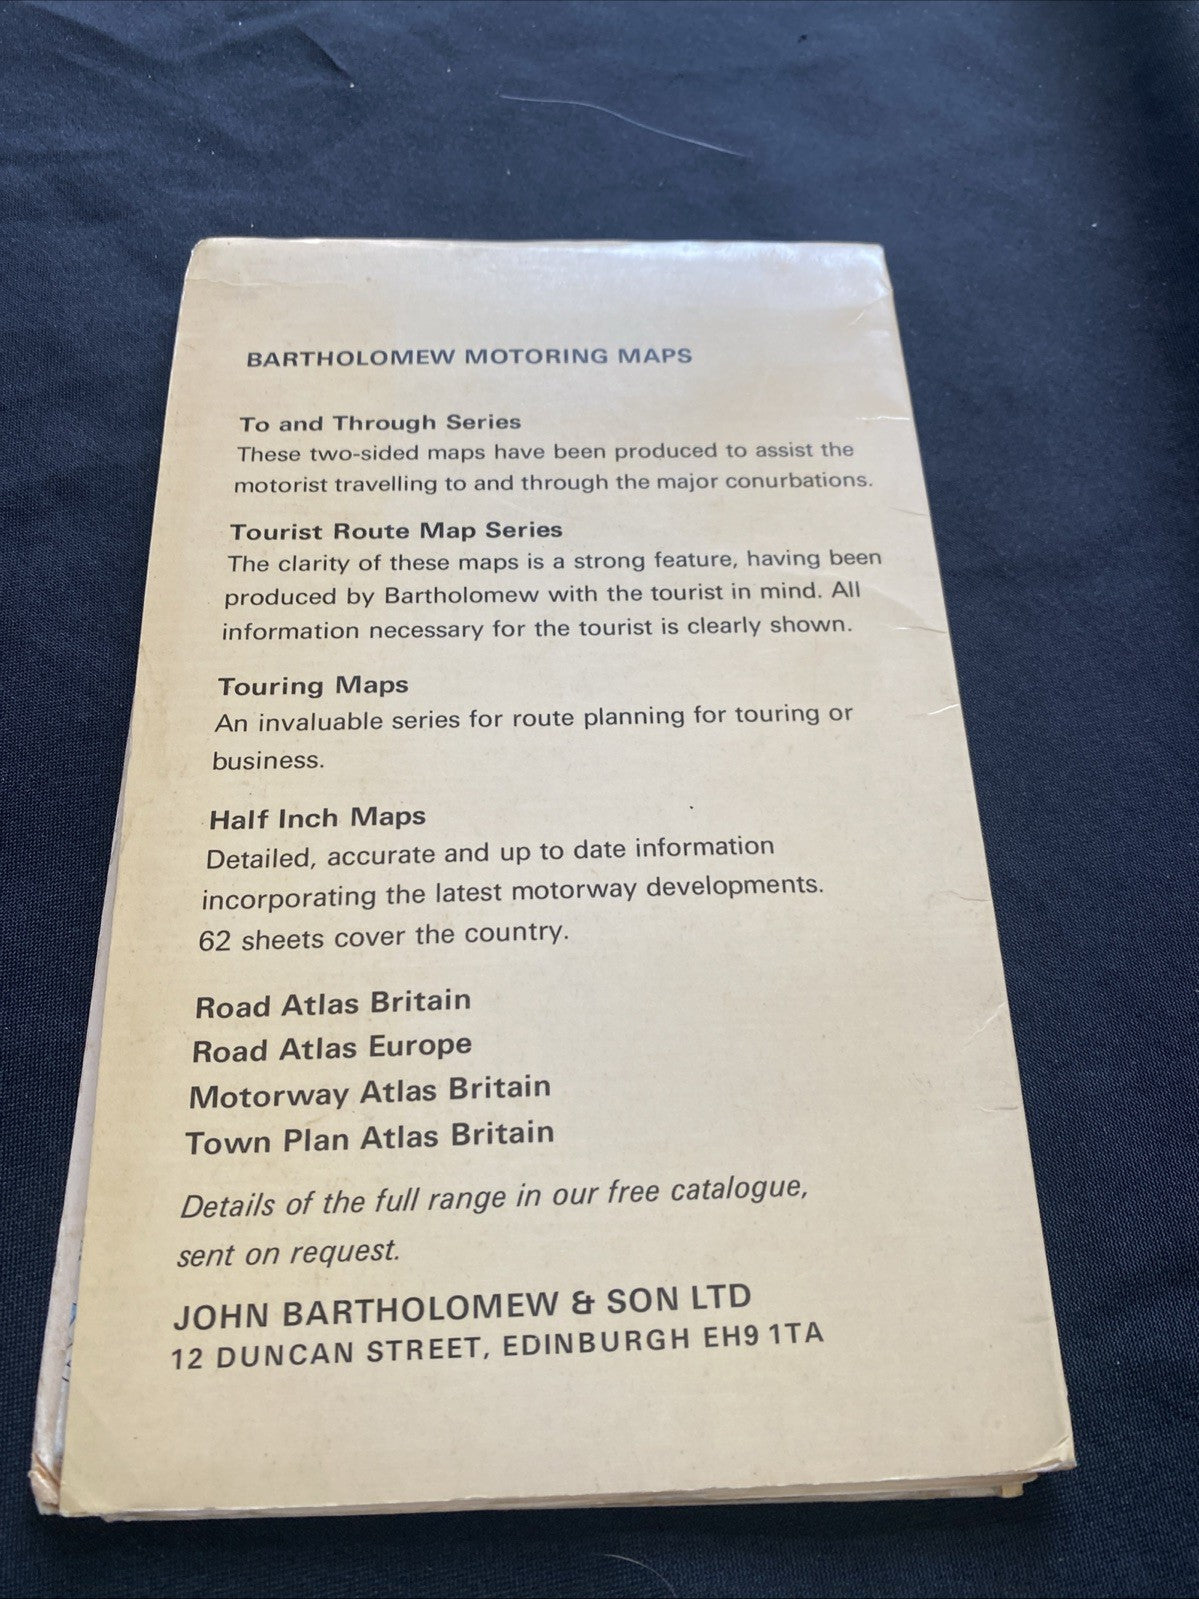 BARTHOLOMEW MOTORING MAPS
To and Through Series
These two-sided maps have been produced to assist the
motorist travelling to and through the major conurbations.
Tourist Route Map Series
The clarity of these maps is a strong feature, having been
produced by Bartholomew with the tourist in mind. All
information necessary for the tourist is clearly shown.
Touring Maps
An invaluable series for route planning for touring or
business.
Half Inch Maps
Detailed, accurate and up to date information
incorporating the latest motorway developments.
62 sheets cover the country.
Road Atlas Britain
Road Atlas Europe
Motorway Atlas Britain
Town Plan Atlas Britain
Details of the full range in our free catalogue,
sent on request.
JOHN BARTHOLOMEW & SON LTD
12 DUNCAN STREET, EDINBURGH EH9 1TA